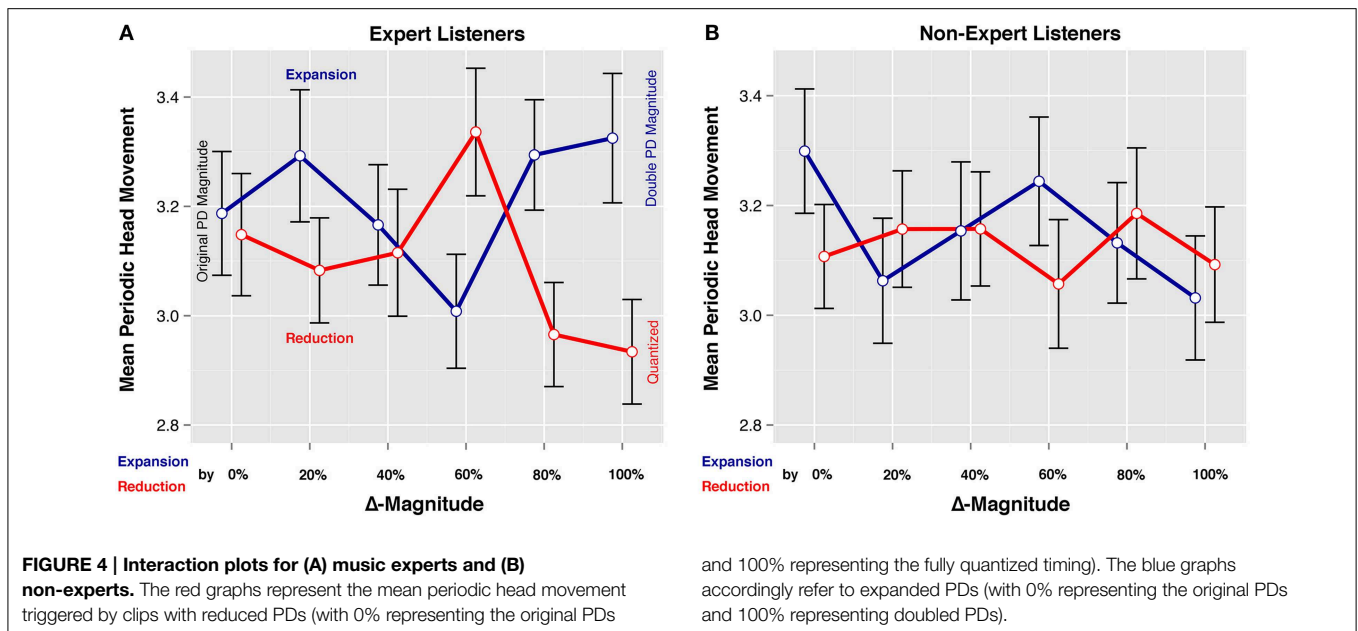 A
Expert Listeners
Mean Periodic Head Movement
3.4
3.2
3.0
2.8
Expansion
Original PD Magnitude
Reduction
Double PD Magnitude
Quantized
Expansion
Reduction
by 0% 20% 40% 60% 80% 100%
Δ-Magnitude
B
Non-Expert Listeners
Mean Periodic Head Movement
3.4
3.2
3.0
2.8
Expansion
Reduction
by 0% 20% 40% 60% 80% 100%
Δ-Magnitude
FIGURE 4 | Interaction plots for (A) music experts and (B)
non-experts. The red graphs represent the mean periodic head movement
triggered by clips with reduced PDs (with 0% representing the original PDs
and 100% representing the fully quantized timing). The blue graphs
accordingly refer to expanded PDs (with 0% representing the original PDs
and 100% representing doubled PDs).